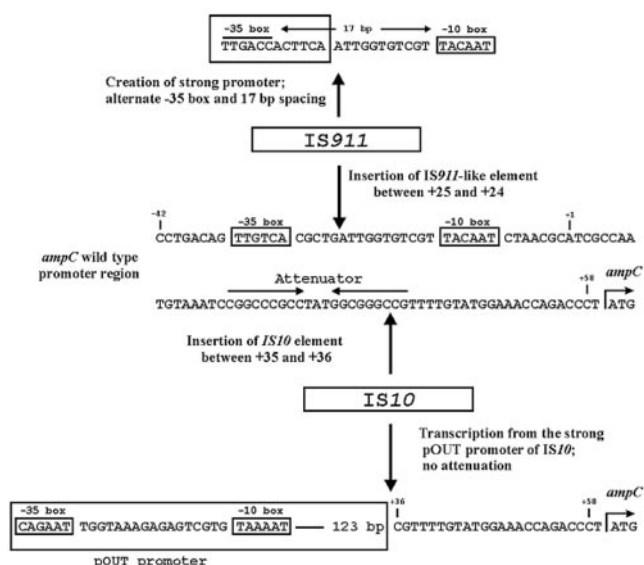 -35 box 17 bp -10 box
TTGACCACTTCA ATTGGTGTCGT TACAAT
Creation of strong promoter;
alternate -35 box and 17 bp spacing
IS911
Insertion of IS911-like element
between +25 and +24
-42 -35 box -10 box -1
CCTGACAG TTGTCA CGCTGATTGGTGTCGT TACAAT CTAACGCATCGCCAA
ampC wild type
promoter region
Attenuator +58 ampC
TGTAAATCCGGCCCGCCTATGGCGGGCCGTTTTGTATGGAAACCAGACCCT ATG
Insertion of IS10 element
between +35 and +36
IS10
Transcription from the strong
pOUT promoter of IS10;
no attenuation
-35 box -10 box +36 +58 ampC
CAGAAT TGGTAAAGAGAGTCGTG TAAAAT 123 bp CGTTTTGTATGGAAACCAGACCCT ATG
pOUT promoter